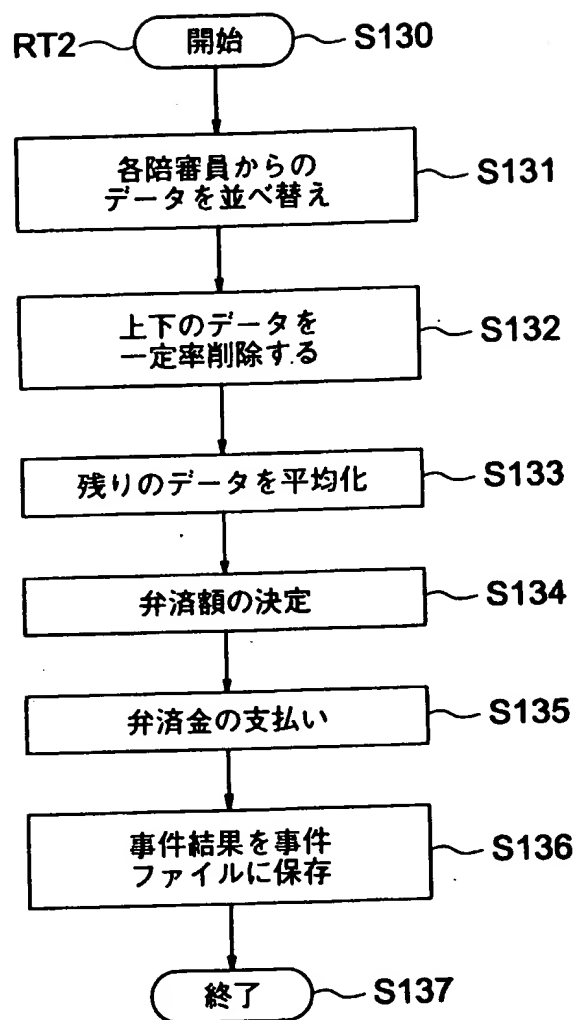 RT2 開始 S130
各陪審員からの
データを並べ替え
S131
上下のデータを
一定率削除する
S132
残りのデータを平均化 S133
弁済額の決定 S134
弁済金の支払い S135
事件結果を事件
ファイルに保存
S136
終了 S137